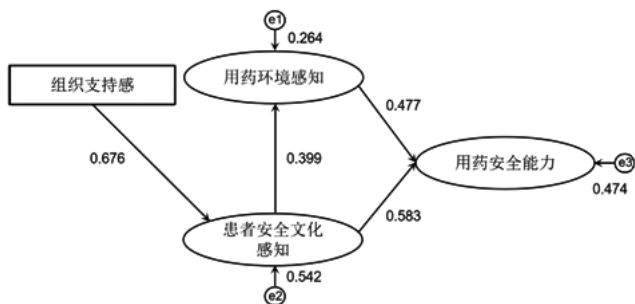 e1
0.264
组织支持感
用药环境感知
0.477
0.676
0.399
用药安全能力
e3
0.474
0.583
患者安全文化
感知
0.542
e2